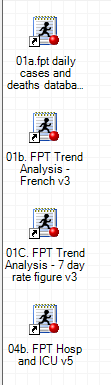 01a.fpt daily
cases and
deaths databa...
01b. FPT Trend
Analysis -
French v3
01C. FPT Trend
Analysis - 7 day
rate figure v3
04b. FPT Hosp
and ICU v5